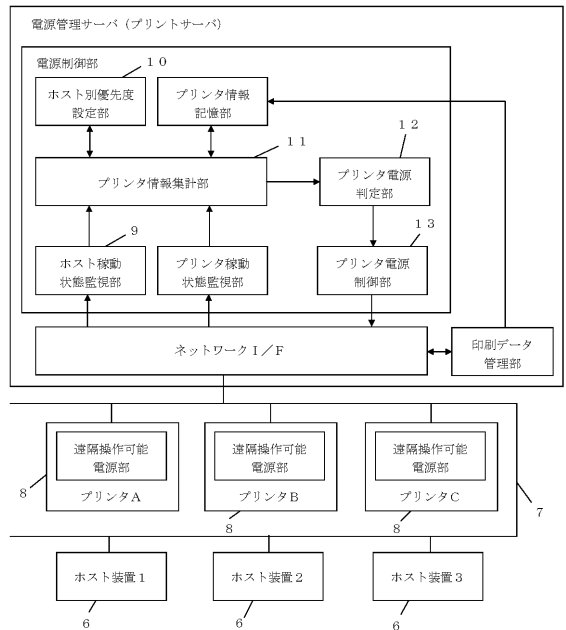 電源管理サーバ（プリントサーバ）
電源制御部
１０
ホスト別優先度
設定部
プリンタ情報
記憶部
１１
１２
プリンタ情報集計部
プリンタ電源
判定部
９
１３
ホスト稼動
状態監視部
プリンタ稼動
状態監視部
プリンタ電源
制御部
ネットワークＩ／Ｆ
印刷データ
管理部
遠隔操作可能
電源部
プリンタＡ
８
遠隔操作可能
電源部
プリンタＢ
８
遠隔操作可能
電源部
プリンタＣ
８
７
ホスト装置１
６
ホスト装置２
６
ホスト装置３
６